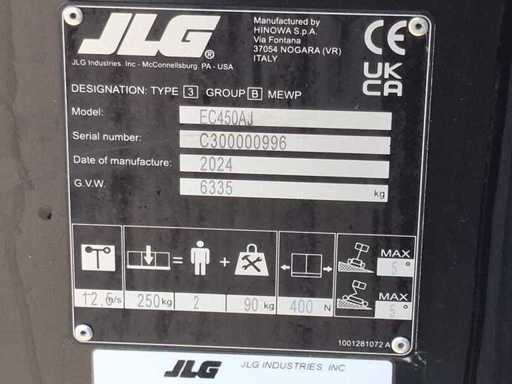 JLG®
JLG Industries. Inc - McConnellsburg. PA - USA
Manufactured by
HINOWA S.p.A.
Via Fontana
37054 NOGARA (VR)
ITALY
CE
UK
CA
DESIGNATION: TYPE 3 GROUP B MEWP
Model: EC450AJ
Serial number: C300000996
Date of manufacture: 2024
G.V.W. 6335 kg
= +
MAX
5°
MAX
5°
12,5 m/s 250 kg 2 90 kg 400 N
1001281072 A
JLG JLG INDUSTRIES. INC